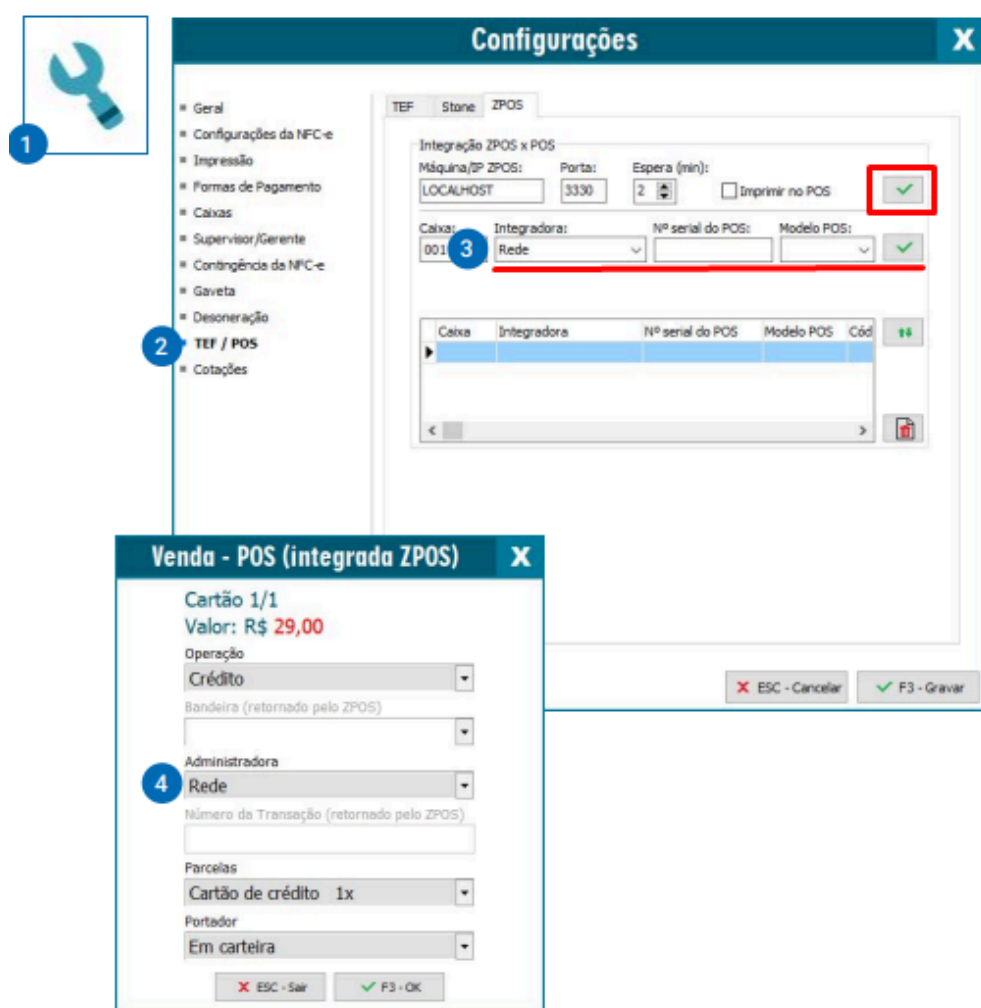 1
Configurações X
Geral
Configurações da NFC-e
Impressão
Formas de Pagamento
Caixas
Supervisor/Gerente
Contingência da NFC-e
Gaveta
Desoneração
2 TEF / POS
Cotações
TEF Stone ZPOS
Integração ZPOS x POS
Máquina/IP ZPOS: Porta: Espera (min):
LOCALHOST 3330 2 Imprimir no POS
Caixa: Integradora: Nº serial do POS: Modelo POS:
001 3 Rede
Caixa Integradora Nº serial do POS Modelo POS Cód
ESC - Cancelar F3 - Gravar
Venda - POS (integrada ZPOS) X
Cartão 1/1
Valor: R$ 29,00
Operação
Crédito
Bandeira (retornado pelo ZPOS)
Administradora
4 Rede
Número da Transação (retornado pelo ZPOS)
Parcelas
Cartão de crédito 1x
Portador
Em carteira
ESC - Sair F3 - OK